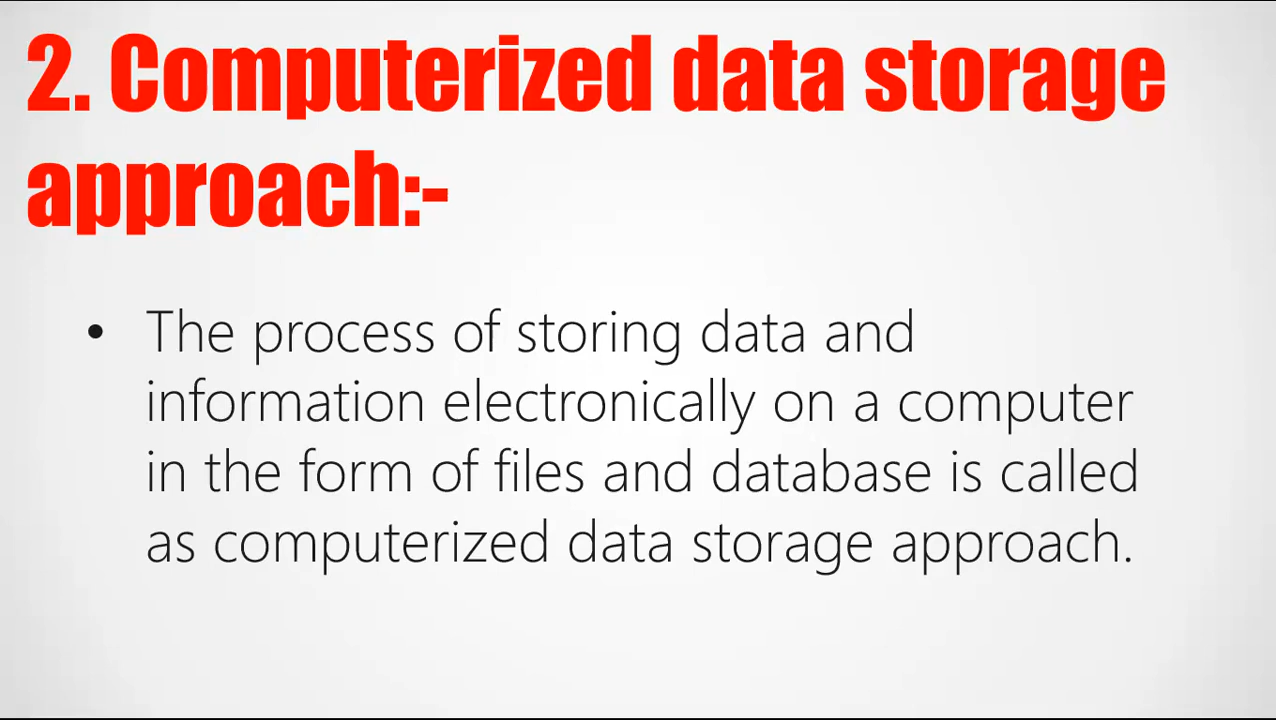 2. Computerized data storage
approach:-
• The process of storing data and
information electronically on a computer
in the form of files and database is called
as computerized data storage approach.